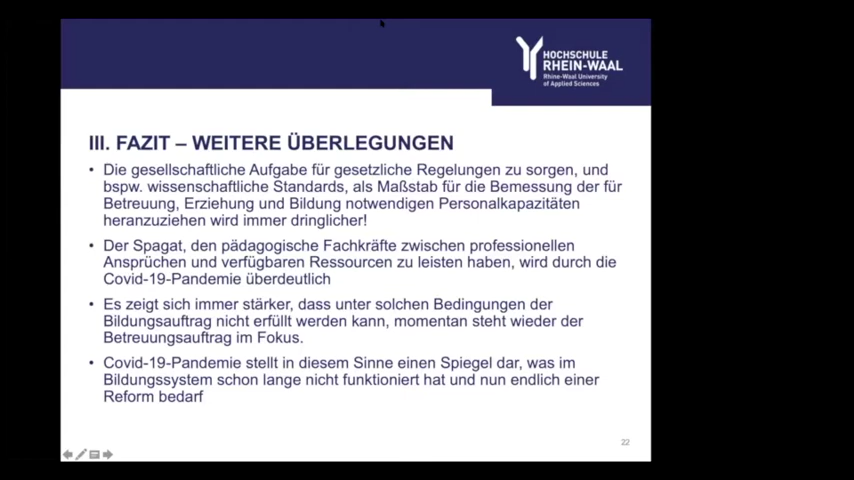 HOCHSCHULE
RHEIN-WAAL
Rhine-Waal University
of Applied Sciences
III. FAZIT – WEITERE ÜBERLEGUNGEN
• Die gesellschaftliche Aufgabe für gesetzliche Regelungen zu sorgen, und
bspw. wissenschaftliche Standards, als Maßstab für die Bemessung der für
Betreuung, Erziehung und Bildung notwendigen Personalkapazitäten
heranzuziehen wird immer dringlicher!
• Der Spagat, den pädagogische Fachkräfte zwischen professionellen
Ansprüchen und verfügbaren Ressourcen zu leisten haben, wird durch die
Covid-19-Pandemie überdeutlich
• Es zeigt sich immer stärker, dass unter solchen Bedingungen der
Bildungsauftrag nicht erfüllt werden kann, momentan steht wieder der
Betreuungsauftrag im Fokus.
• Covid-19-Pandemie stellt in diesem Sinne einen Spiegel dar, was im
Bildungssystem schon lange nicht funktioniert hat und nun endlich einer
Reform bedarf
22